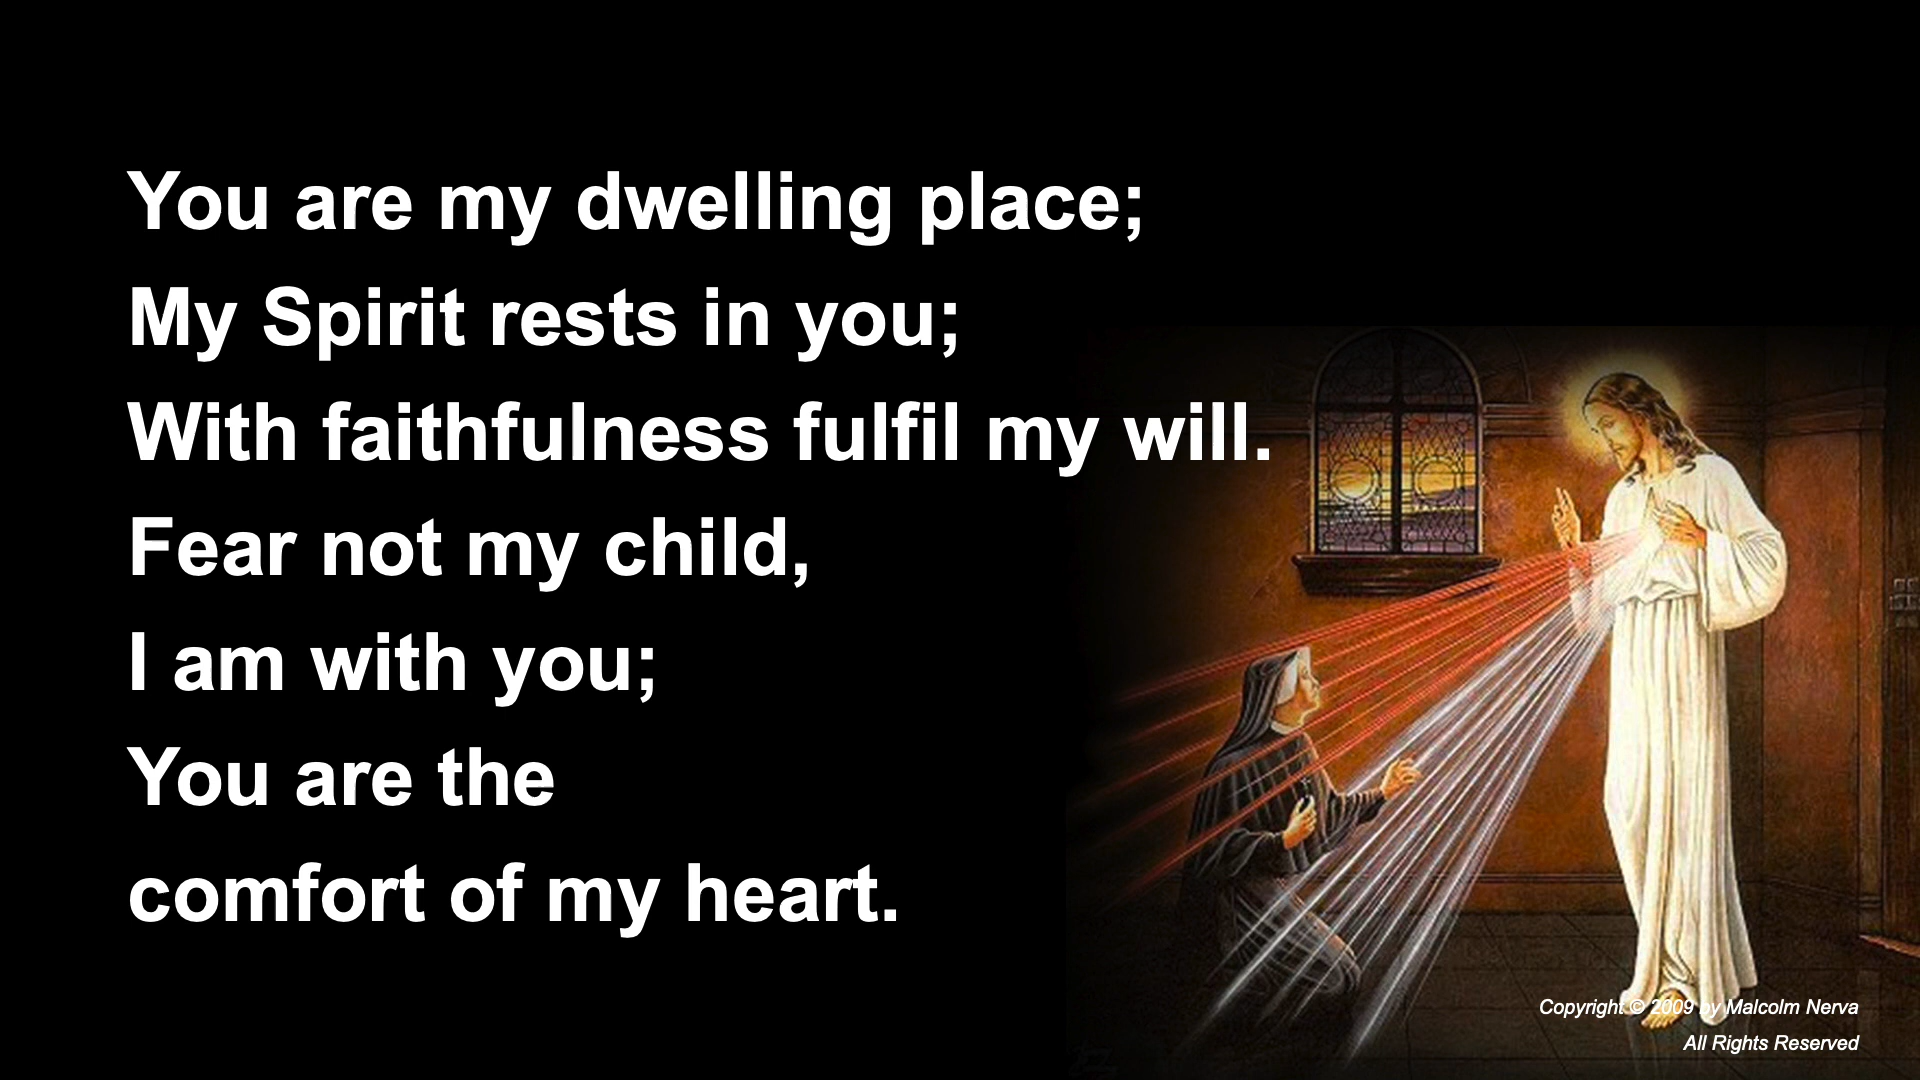 You are my dwelling place;
My Spirit rests in you;
With faithfulness fulfil my will.
Fear not my child,
I am with you;
You are the
comfort of my heart.
Copyright © 2009 by Malcolm Nerva
All Rights Reserved